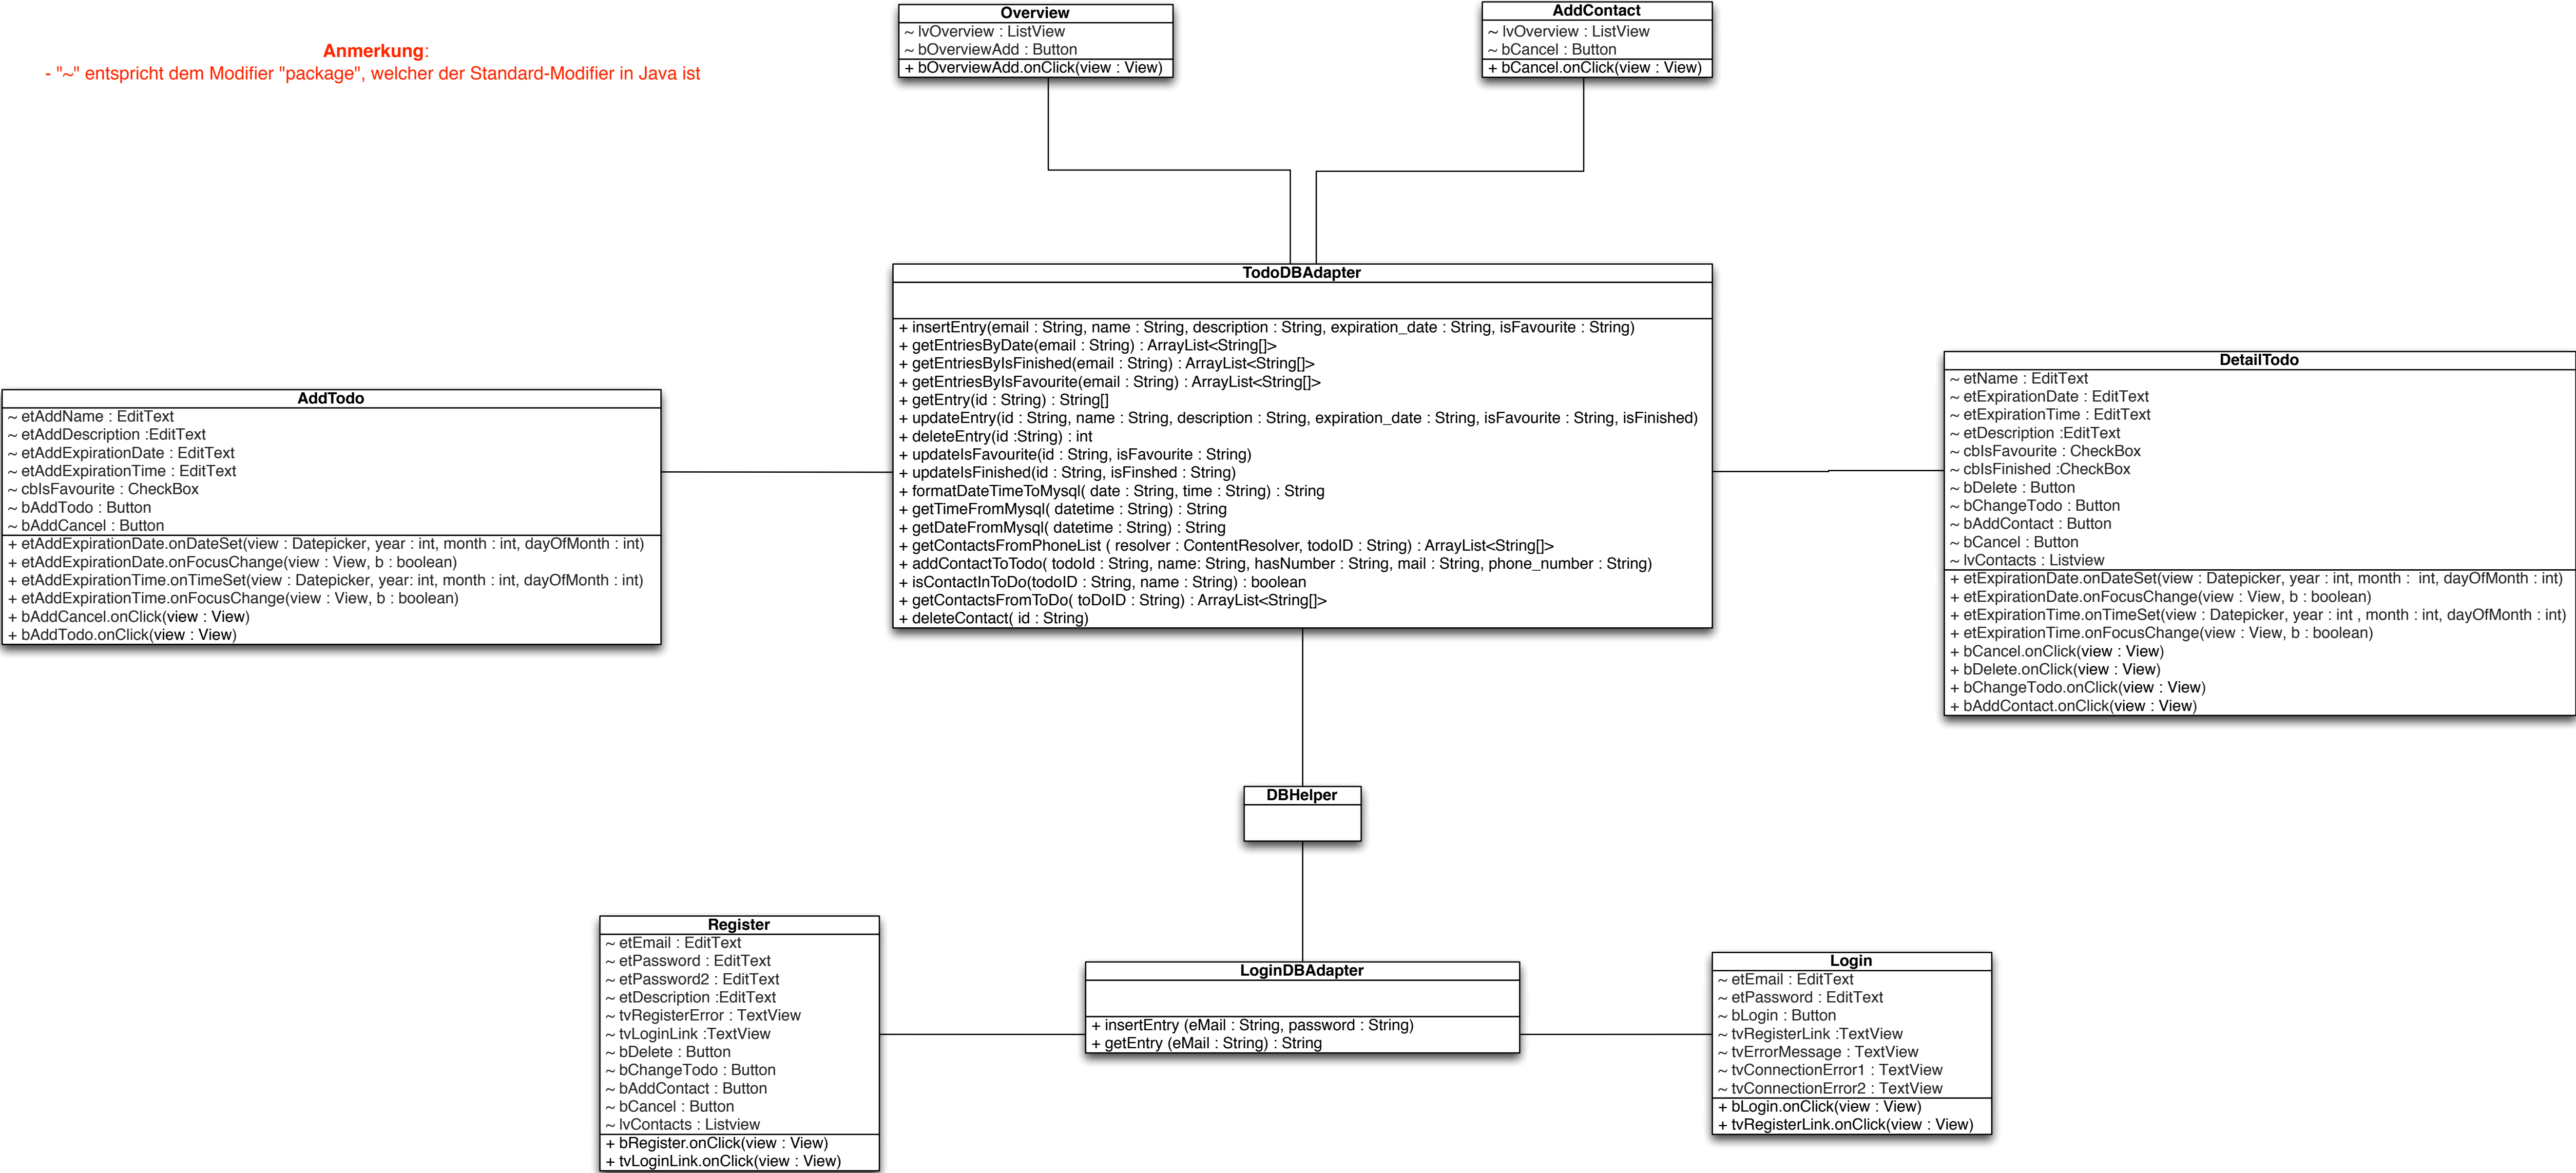 Anmerkung:
- "~" entspricht dem Modifier "package", welcher der Standard-Modifier in Java ist
Overview
~ lvOverview : ListView
~ bOverviewAdd : Button
+ bOverviewAdd.onClick(view : View)
AddContact
~ lvOverview : ListView
~ bCancel : Button
+ bCancel.onClick(view : View)
TodoDBAdapter
+ insertEntry(email : String, name : String, description : String, expiration_date : String, isFavourite : String)
+ getEntriesByDate(email : String) : ArrayList<String[]>
+ getEntriesByIsFinished(email : String) : ArrayList<String[]>
+ getEntriesByIsFavourite(email : String) : ArrayList<String[]>
+ getEntry(id : String) : String[]
+ updateEntry(id : String, name : String, description : String, expiration_date : String, isFavourite : String, isFinished)
+ deleteEntry(id :String) : int
+ updateIsFavourite(id : String, isFavourite : String)
+ updateIsFinished(id : String, isFinshed : String)
+ formatDateTimeToMysql( date : String, time : String) : String
+ getTimeFromMysql( datetime : String) : String
+ getDateFromMysql( datetime : String) : String
+ getContactsFromPhoneList ( resolver : ContentResolver, todoID : String) : ArrayList<String[]>
+ addContactToTodo( todoId : String, name: String, hasNumber : String, mail : String, phone_number : String)
+ isContactInToDo(todoID : String, name : String) : boolean
+ getContactsFromToDo( toDoID : String) : ArrayList<String[]>
+ deleteContact( id : String)
AddTodo
~ etAddName : EditText
~ etAddDescription :EditText
~ etAddExpirationDate : EditText
~ etAddExpirationTime : EditText
~ cbIsFavourite : CheckBox
~ bAddTodo : Button
~ bAddCancel : Button
+ etAddExpirationDate.onDateSet(view : Datepicker, year : int, month : int, dayOfMonth : int)
+ etAddExpirationDate.onFocusChange(view : View, b : boolean)
+ etAddExpirationTime.onTimeSet(view : Datepicker, year: int, month : int, dayOfMonth : int)
+ etAddExpirationTime.onFocusChange(view : View, b : boolean)
+ bAddCancel.onClick(view : View)
+ bAddTodo.onClick(view : View)
DetailTodo
~ etName : EditText
~ etExpirationDate : EditText
~ etExpirationTime : EditText
~ etDescription :EditText
~ cbIsFavourite : CheckBox
~ cbIsFinished :CheckBox
~ bDelete : Button
~ bChangeTodo : Button
~ bAddContact : Button
~ bCancel : Button
~ lvContacts : Listview
+ etExpirationDate.onDateSet(view : Datepicker, year : int, month :  int, dayOfMonth : int)
+ etExpirationDate.onFocusChange(view : View, b : boolean)
+ etExpirationTime.onTimeSet(view : Datepicker, year : int , month : int, dayOfMonth : int)
+ etExpirationTime.onFocusChange(view : View, b : boolean)
+ bCancel.onClick(view : View)
+ bDelete.onClick(view : View)
+ bChangeTodo.onClick(view : View)
+ bAddContact.onClick(view : View)
DBHelper
Register
~ etEmail : EditText
~ etPassword : EditText
~ etPassword2 : EditText
~ etDescription :EditText
~ tvRegisterError : TextView
~ tvLoginLink :TextView
~ bDelete : Button
~ bChangeTodo : Button
~ bAddContact : Button
~ bCancel : Button
~ lvContacts : Listview
+ bRegister.onClick(view : View)
+ tvLoginLink.onClick(view : View)
LoginDBAdapter
+ insertEntry (eMail : String, password : String)
+ getEntry (eMail : String) : String
Login
~ etEmail : EditText
~ etPassword : EditText
~ bLogin : Button
~ tvRegisterLink :TextView
~ tvErrorMessage : TextView
~ tvConnectionError1 : TextView
~ tvConnectionError2 : TextView
+ bLogin.onClick(view : View)
+ tvRegisterLink.onClick(view : View)